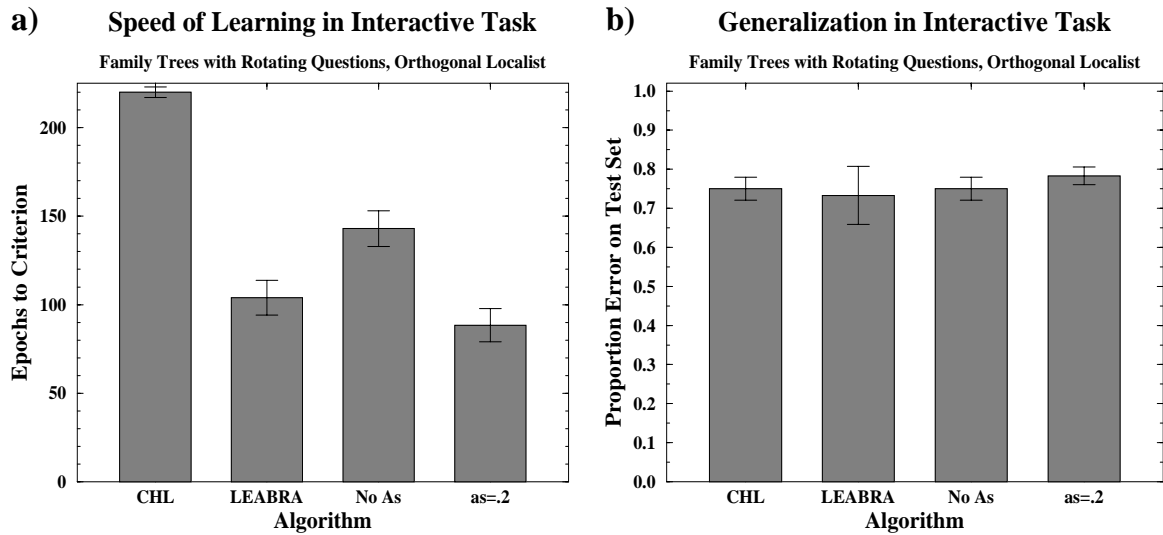 a) Speed of Learning in Interactive Task
Family Trees with Rotating Questions, Orthogonal Localist
Epochs to Criterion
200
150
100
50
0
CHL LEABRA No As as=.2
Algorithm
b) Generalization in Interactive Task
Family Trees with Rotating Questions, Orthogonal Localist
Proportion Error on Test Set
1.0
0.9
0.8
0.7
0.6
0.5
0.4
0.3
0.2
0.1
0.0
CHL LEABRA No As as=.2
Algorithm